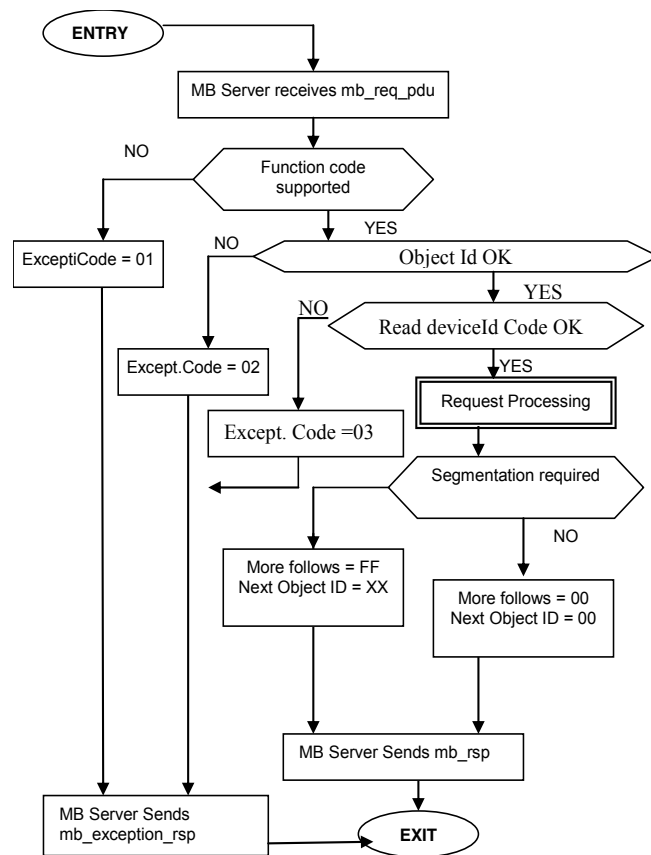 ENTRY
MB Server receives mb_req_pdu
NO
Function code
supported
YES
ExceptiCode = 01
NO
Object Id OK
YES
NO
Read deviceId Code OK
Except.Code = 02
YES
Request Processing
Except. Code =03
Segmentation required
NO
More follows = FF
Next Object ID = XX
More follows = 00
Next Object ID = 00
MB Server Sends mb_rsp
MB Server Sends
mb_exception_rsp
EXIT